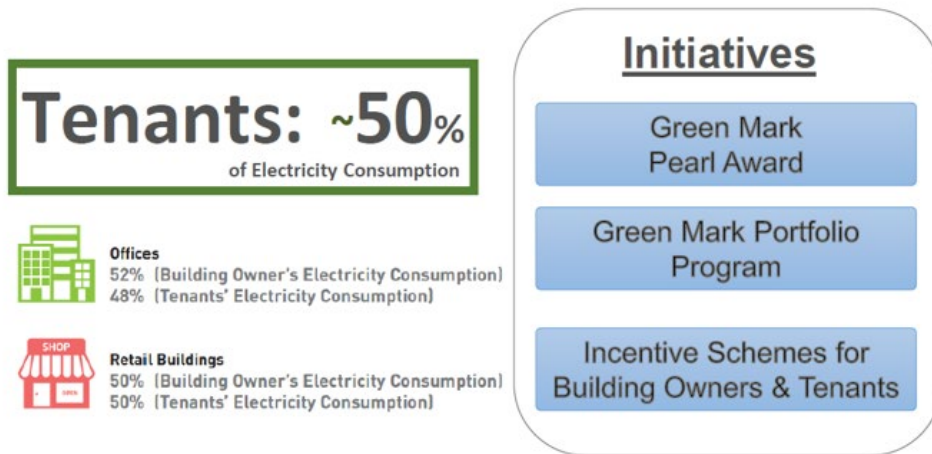 Tenants: ~50%
of Electricity Consumption
Offices
52% (Building Owner's Electricity Consumption)
48% (Tenants' Electricity Consumption)
SHOP
OPEN
Retail Buildings
50% (Building Owner's Electricity Consumption)
50% (Tenants' Electricity Consumption)
Initiatives
Green Mark
Pearl Award
Green Mark Portfolio
Program
Incentive Schemes for
Building Owners & Tenants